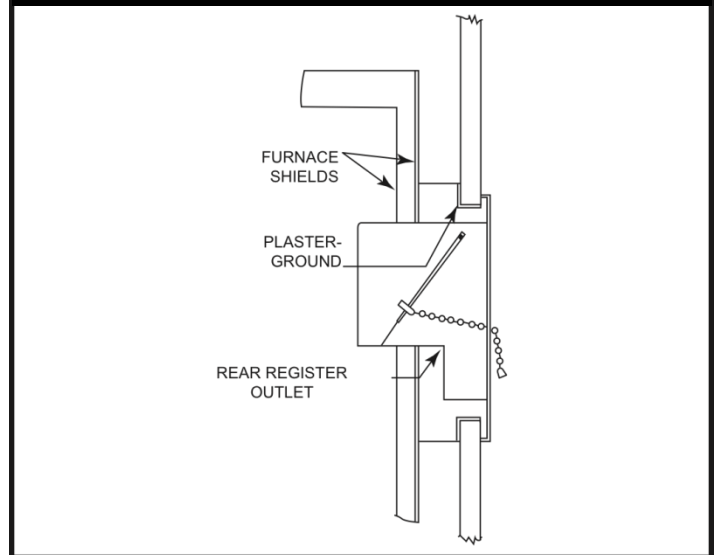 FURNACE
SHIELDS
PLASTER-
GROUND
REAR REGISTER
OUTLET